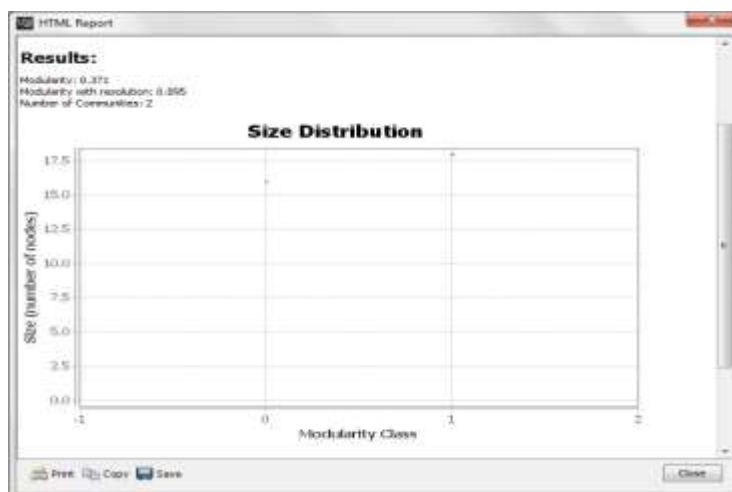 HTML Report
Results:
Modularity: 0.371
Modularity with resolution: 0.895
Number of Communities: 2
Size Distribution
Size (number of nodes)
17.5
15.0
12.5
10.0
7.5
5.0
2.5
0.0
-1 0 1 2
Modularity Class
Print Copy Save Close